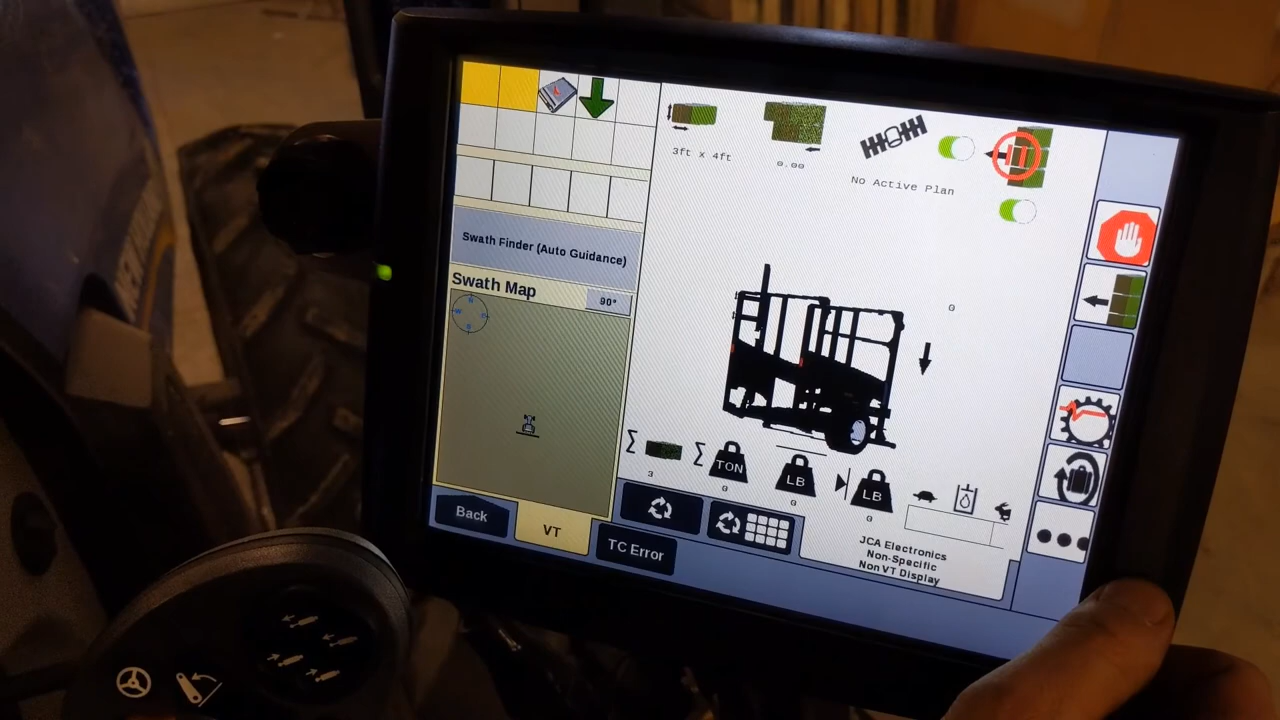 3ft x 4ft
0.00
No Active Plan
Swath Finder (Auto Guidance)
Swath Map
90°
N
W
O
S
0
TON
LB
LB
3
0
0
0
JCA Electronics
Non-Specific
Non VT Display
Back
VT
TC Error